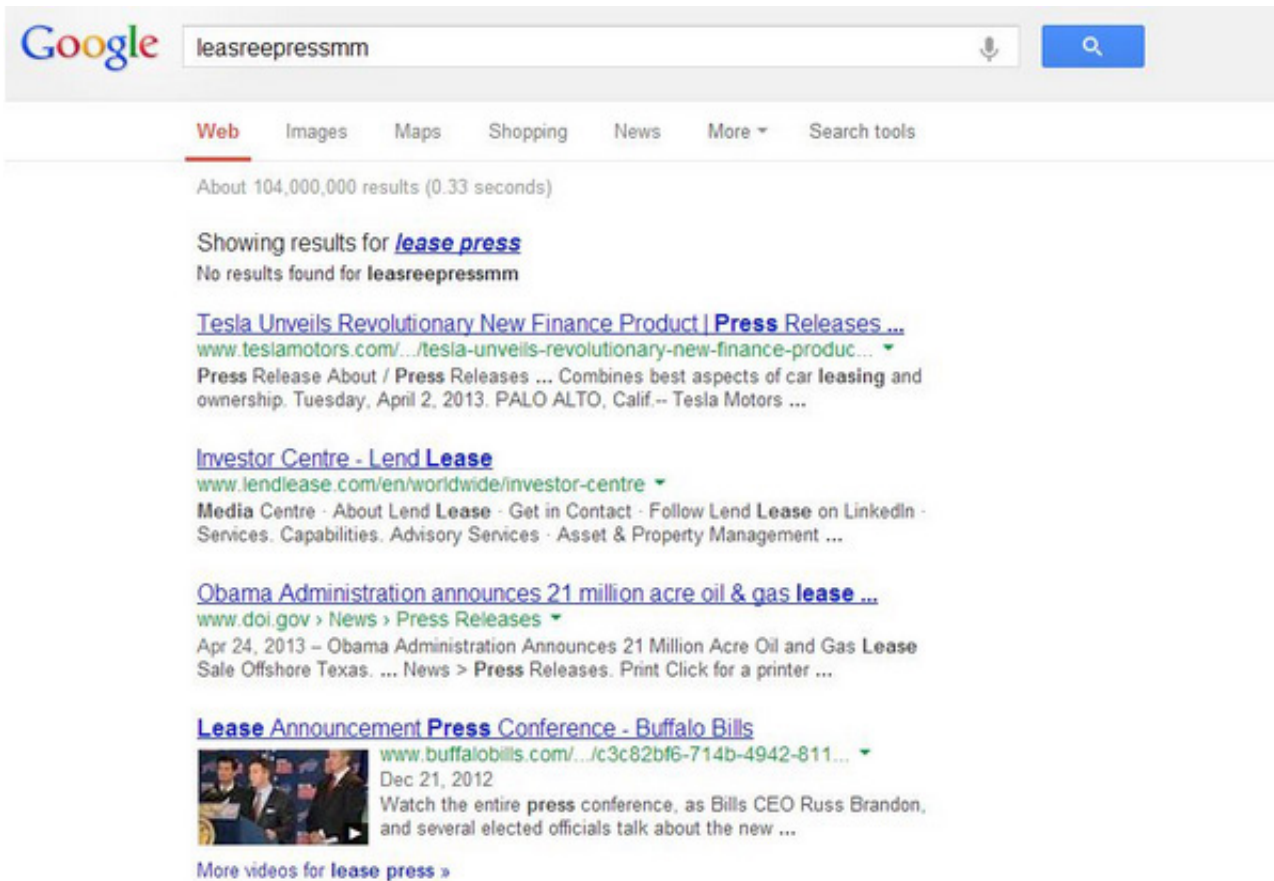 Google leasreepressmm
Web Images Maps Shopping News More Search tools
About 104,000,000 results (0.33 seconds)
Showing results for lease press
No results found for leasreepressmm
Tesla Unveils Revolutionary New Finance Product | Press Releases ...
www.teslamotors.com/.../tesla-unveils-revolutionary-new-finance-produc...
Press Release About / Press Releases ... Combines best aspects of car leasing and
ownership. Tuesday, April 2, 2013. PALO ALTO, Calif.-- Tesla Motors ...
Investor Centre - Lend Lease
www.lendlease.com/en/worldwide/investor-centre
Media Centre · About Lend Lease · Get in Contact · Follow Lend Lease on LinkedIn ·
Services. Capabilities. Advisory Services · Asset & Property Management ...
Obama Administration announces 21 million acre oil & gas lease ...
www.doi.gov › News › Press Releases
Apr 24, 2013 – Obama Administration Announces 21 Million Acre Oil and Gas Lease
Sale Offshore Texas. ... News > Press Releases. Print Click for a printer ...
Lease Announcement Press Conference - Buffalo Bills
www.buffalobills.com/.../c3c82bf6-714b-4942-811...
Dec 21, 2012
Watch the entire press conference, as Bills CEO Russ Brandon,
and several elected officials talk about the new ...
More videos for lease press »